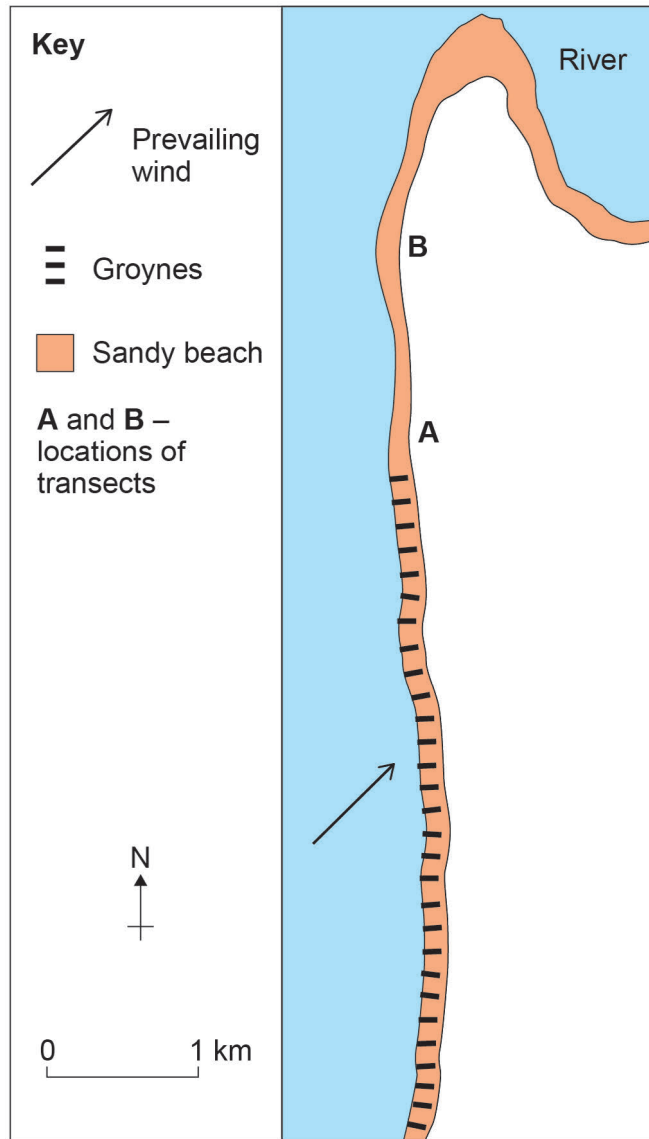 Key
Prevailing
wind
Groynes
Sandy beach
A and B –
locations of
transects
N
0 1 km
River
B
A